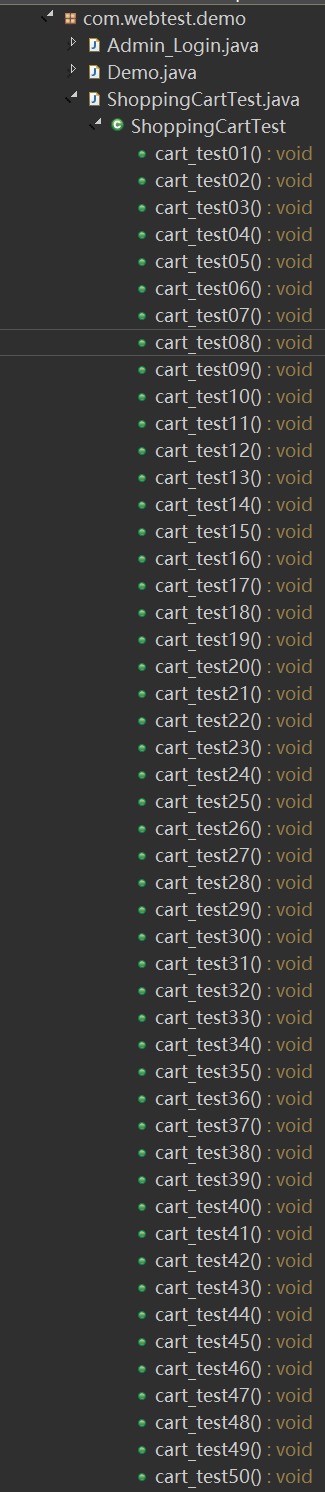 com.webtest.demo
Admin_Login.java
Demo.java
ShoppingCartTest.java
ShoppingCartTest
cart_test01() : void
cart_test02() : void
cart_test03() : void
cart_test04() : void
cart_test05() : void
cart_test06() : void
cart_test07() : void
cart_test08() : void
cart_test09() : void
cart_test10() : void
cart_test11() : void
cart_test12() : void
cart_test13() : void
cart_test14() : void
cart_test15() : void
cart_test16() : void
cart_test17() : void
cart_test18() : void
cart_test19() : void
cart_test20() : void
cart_test21() : void
cart_test22() : void
cart_test23() : void
cart_test24() : void
cart_test25() : void
cart_test26() : void
cart_test27() : void
cart_test28() : void
cart_test29() : void
cart_test30() : void
cart_test31() : void
cart_test32() : void
cart_test33() : void
cart_test34() : void
cart_test35() : void
cart_test36() : void
cart_test37() : void
cart_test38() : void
cart_test39() : void
cart_test40() : void
cart_test41() : void
cart_test42() : void
cart_test43() : void
cart_test44() : void
cart_test45() : void
cart_test46() : void
cart_test47() : void
cart_test48() : void
cart_test49() : void
cart_test50() : void